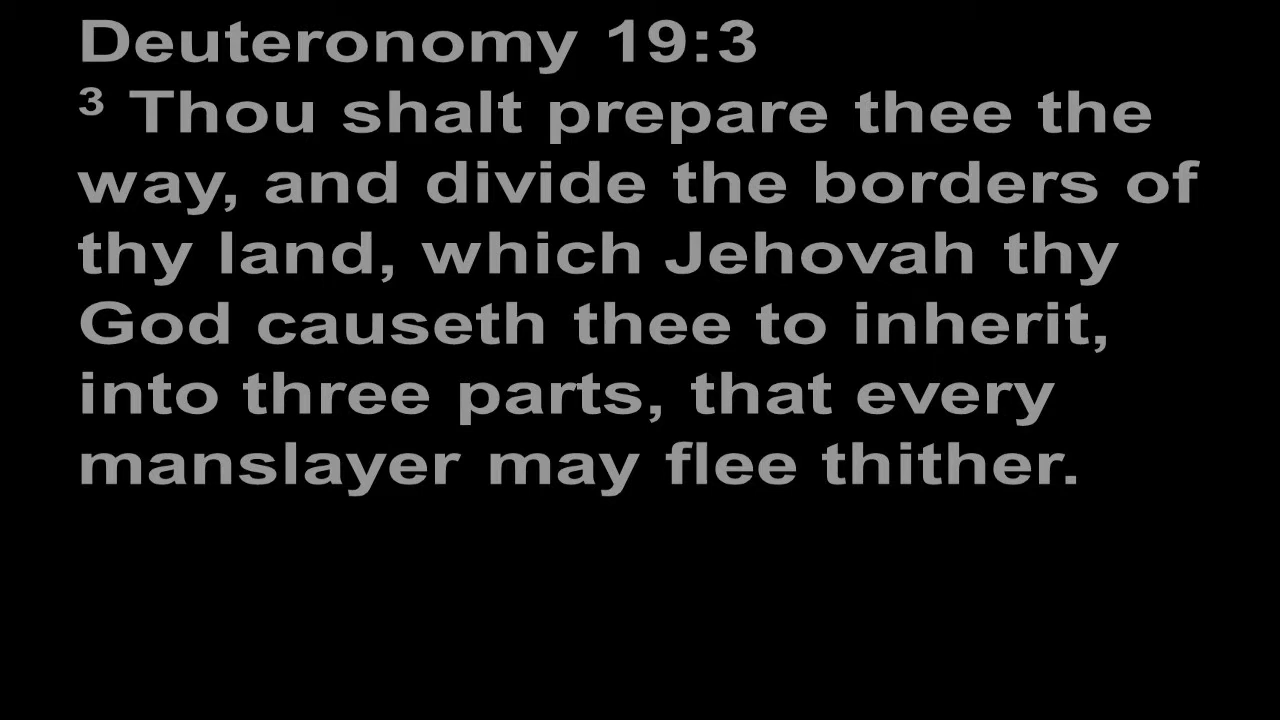 Deuteronomy 19:3
³ Thou shalt prepare thee the
way, and divide the borders of
thy land, which Jehovah thy
God causeth thee to inherit,
into three parts, that every
manslayer may flee thither.